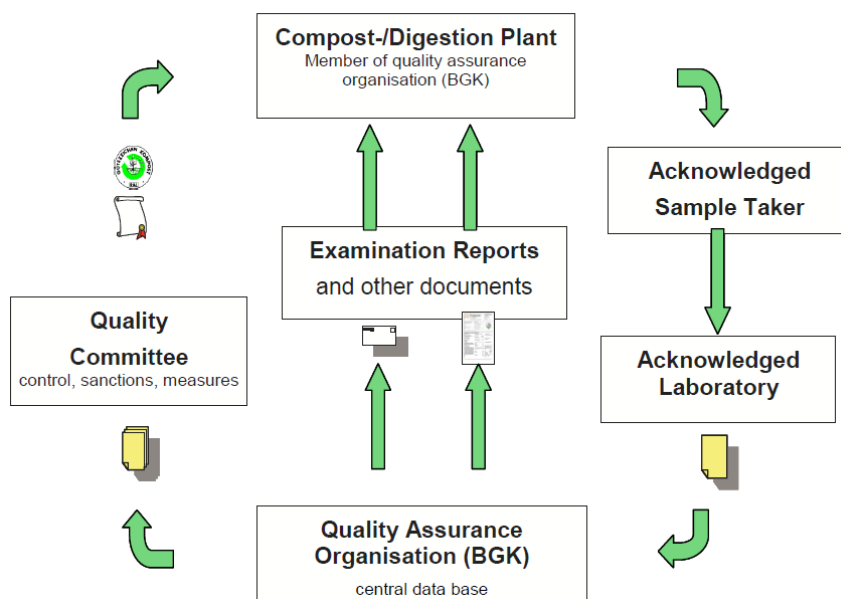 Compost-/Digestion Plant
Member of quality assurance
organisation (BGK)
Acknowledged
Sample Taker
Examination Reports
and other documents
Quality
Committee
control, sanctions, measures
Acknowledged
Laboratory
Quality Assurance
Organisation (BGK)
central data base